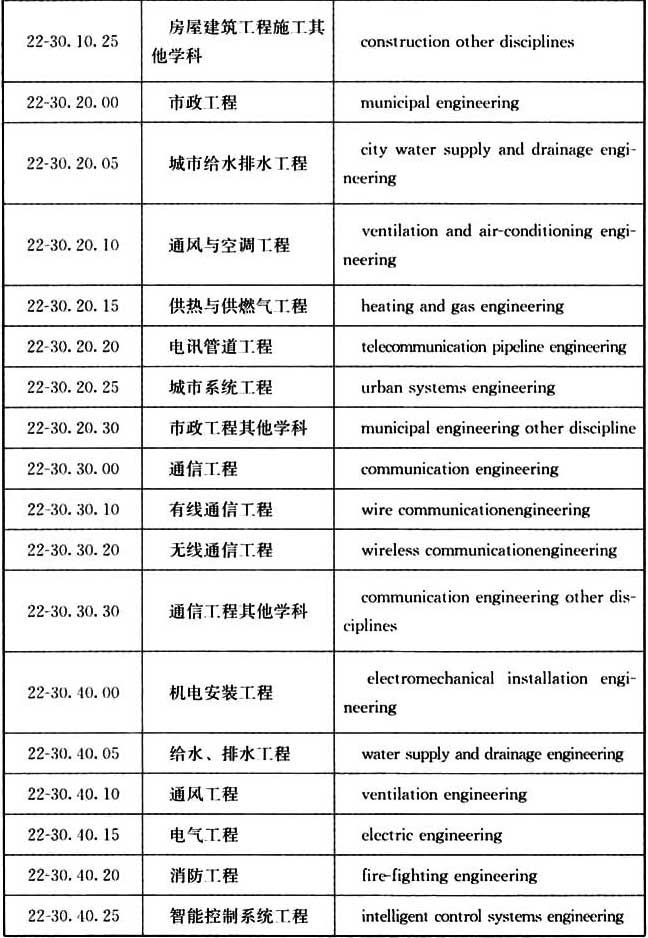 22-30. 10. 25 房屋建筑工程施工其 construction other disciplines
他学科
22-30. 20. 00 市政工程 municipal engineering
22-30. 20. 05 城市给水排水工程 city water supply and drainage engi-
neering
22-30. 20. 10 通风与空调工程 ventilation and air-conditioning engi-
neering
22-30. 20. 15 供热与供燃气工程 heating and gas engineering
22-30. 20. 20 电讯管道工程 telecommunication pipeline engineering
22-30. 20. 25 城市系统工程 urban systems engineering
22-30. 20. 30 市政工程其他学科 municipal engineering other discipline
22-30. 30. 00 通信工程 communication engineering
22-30. 30. 10 有线通信工程 wire communicationengineering
22-30. 30. 20 无线通信工程 wireless communicationengineering
22-30. 30. 30 通信工程其他学科 communication engineering other dis-
ciplines
22-30. 40. 00 机电安装工程 electromechanical installation engi-
neering
22-30. 40. 05 给水、排水工程 water supply and drainage engineering
22-30. 40. 10 通风工程 ventilation engineering
22-30. 40. 15 电气工程 electric engineering
22-30. 40. 20 消防工程 fire-fighting engineering
22-30. 40. 25 智能控制系统工程 intelligent control systems engineering